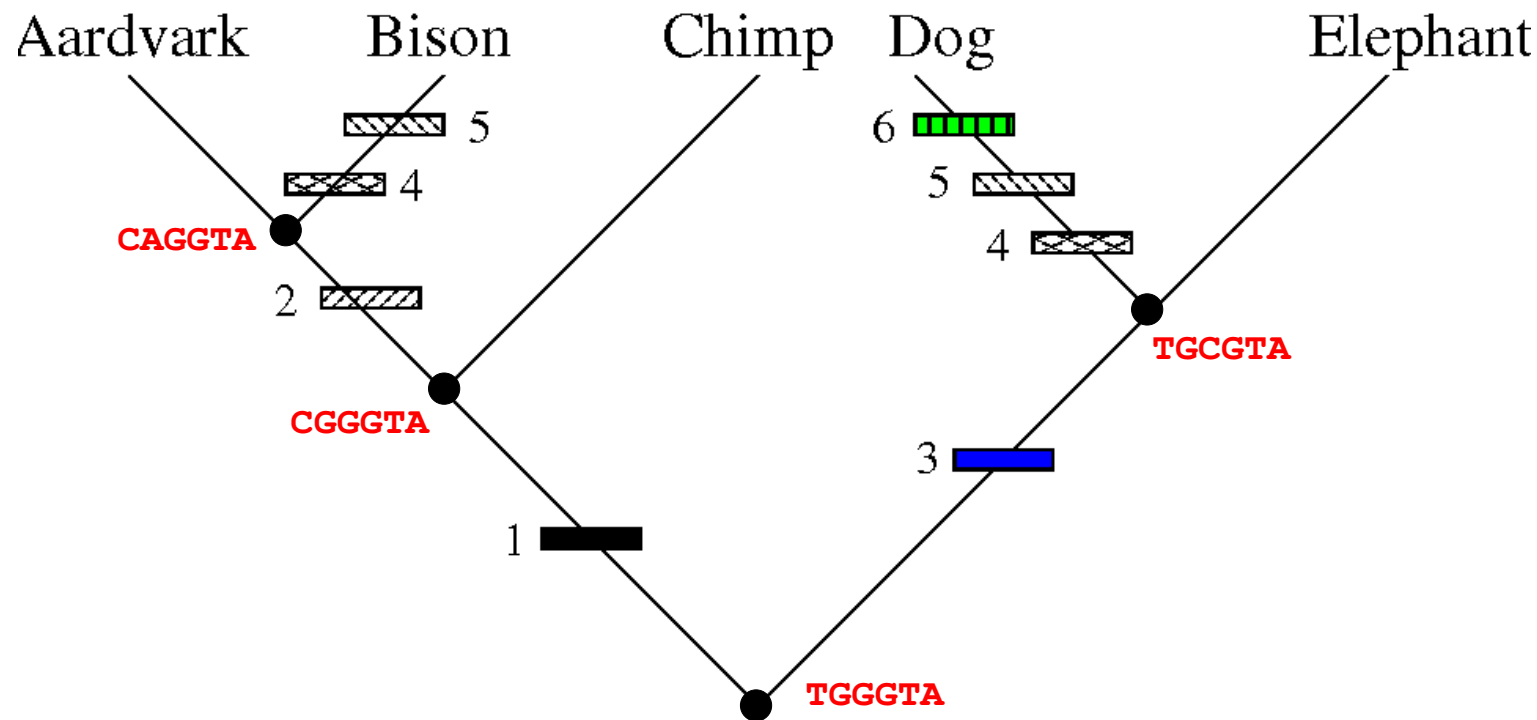 Aardvark Bison Chimp Dog Elephant
5 6
4 5
CAGGTA 4
2
TGCGTA
CGGGTA
3
1
TGGGTA